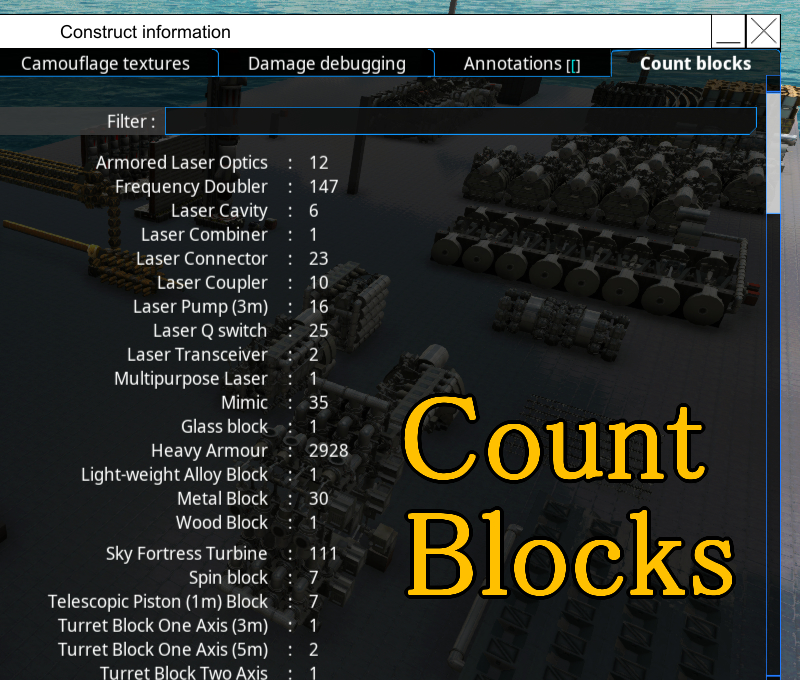 Construct information
Camouflage textures Damage debugging Annotations [[] Count blocks
Filter :
Armored Laser Optics : 12
Frequency Doubler : 147
Laser Cavity : 6
Laser Combiner : 1
Laser Connector : 23
Laser Coupler : 10
Laser Pump (3m) : 16
Laser Q switch : 25
Laser Transceiver : 2
Multipurpose Laser : 1
Mimic : 35
Glass block : 1
Heavy Armour : 2928
Light-weight Alloy Block : 1
Metal Block : 30
Wood Block : 1
Sky Fortress Turbine : 111
Spin block : 7
Telescopic Piston (1m) Block : 7
Turret Block One Axis (3m) : 1
Turret Block One Axis (5m) : 2
Turret Block Two Axis : 1
Count
Blocks